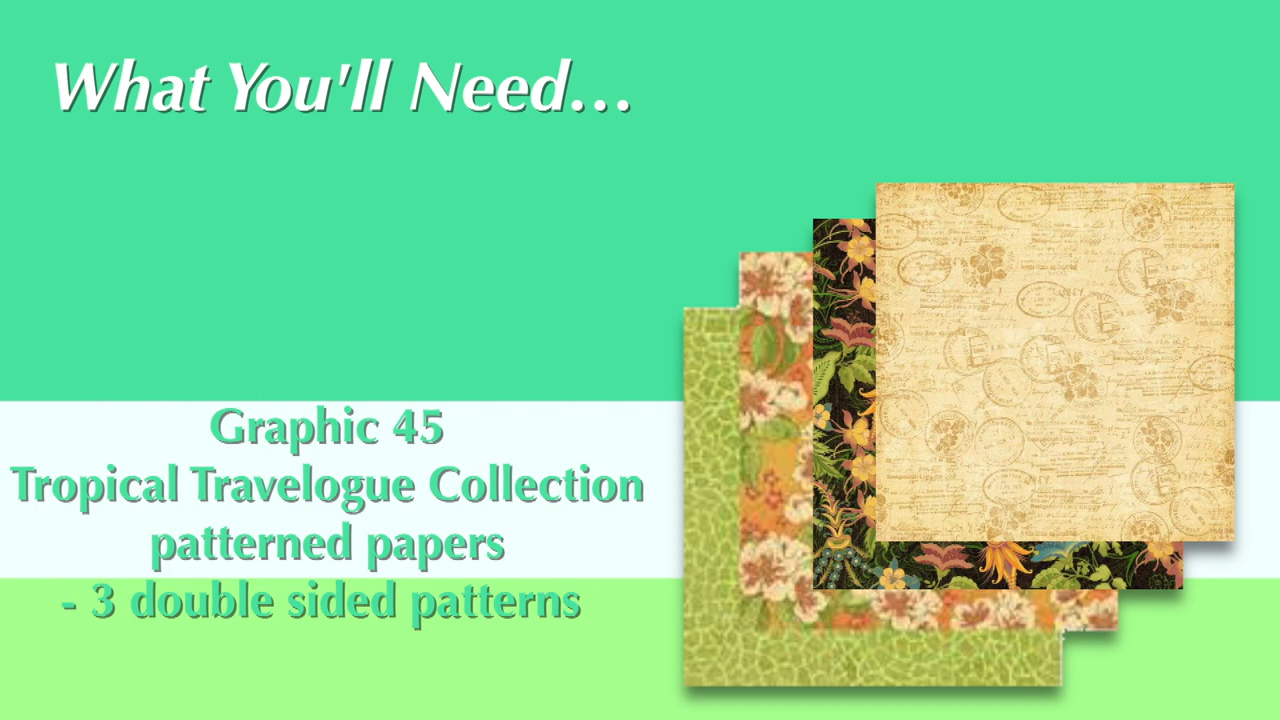 What You'll Need...
Graphic 45
Tropical Travelogue Collection
patterned papers
- 3 double sided patterns